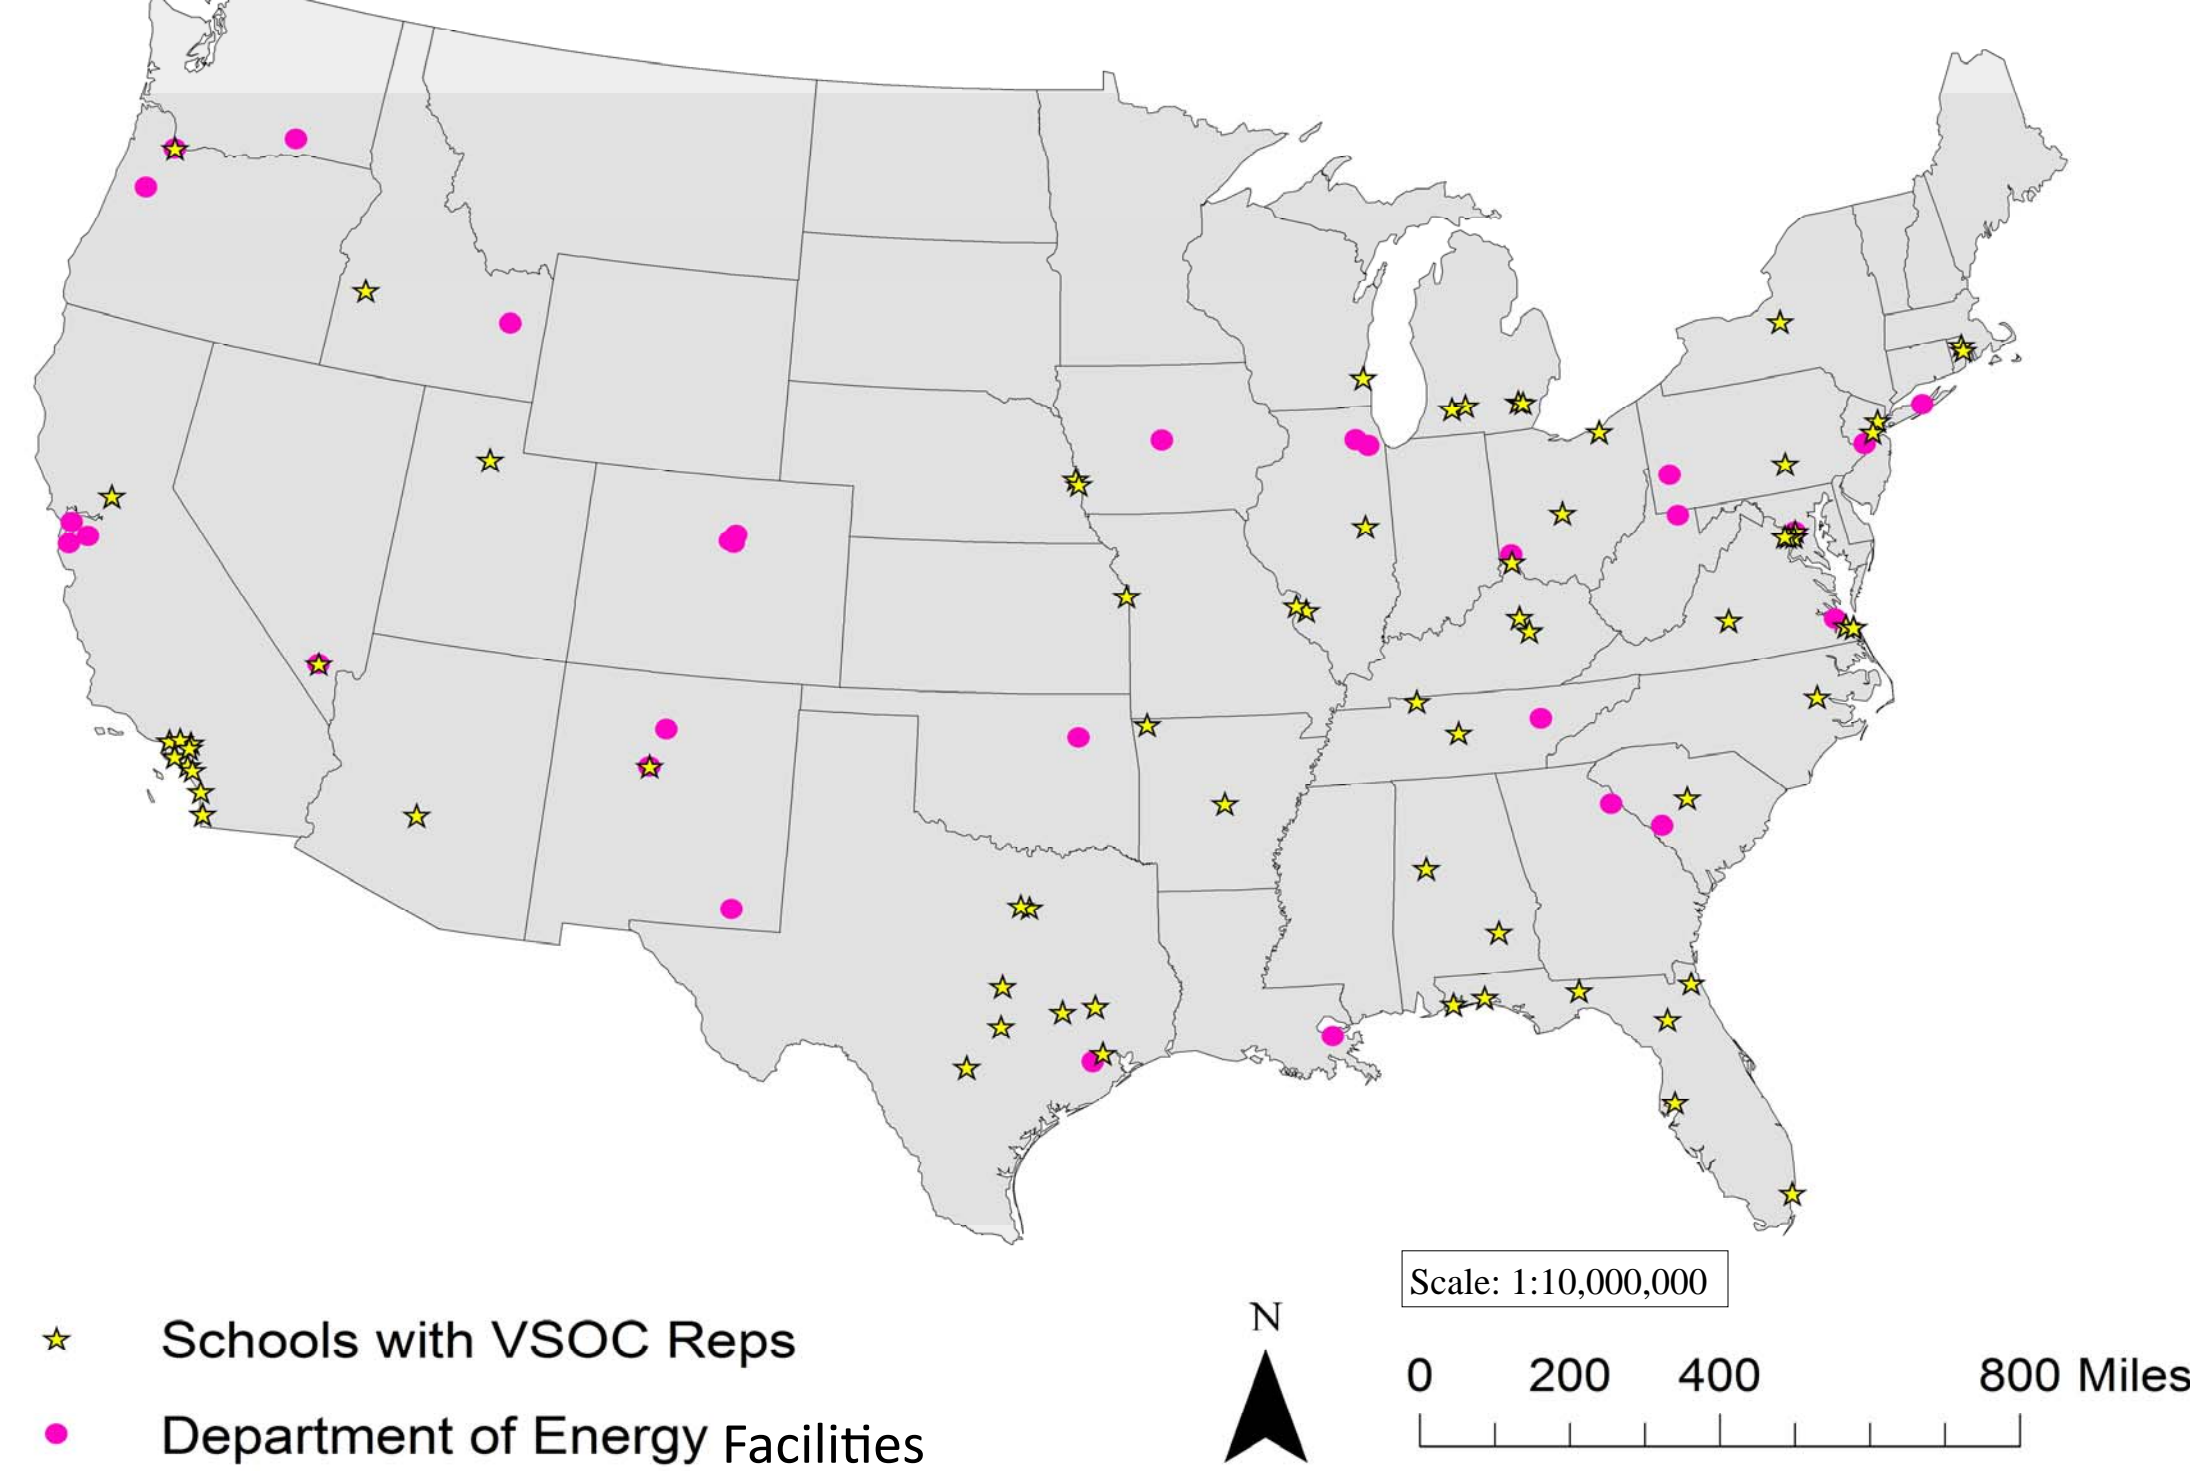 Scale: 1:10,000,000
N
Schools with VSOC Reps
0 200 400 800 Miles
Department of Energy Facilities